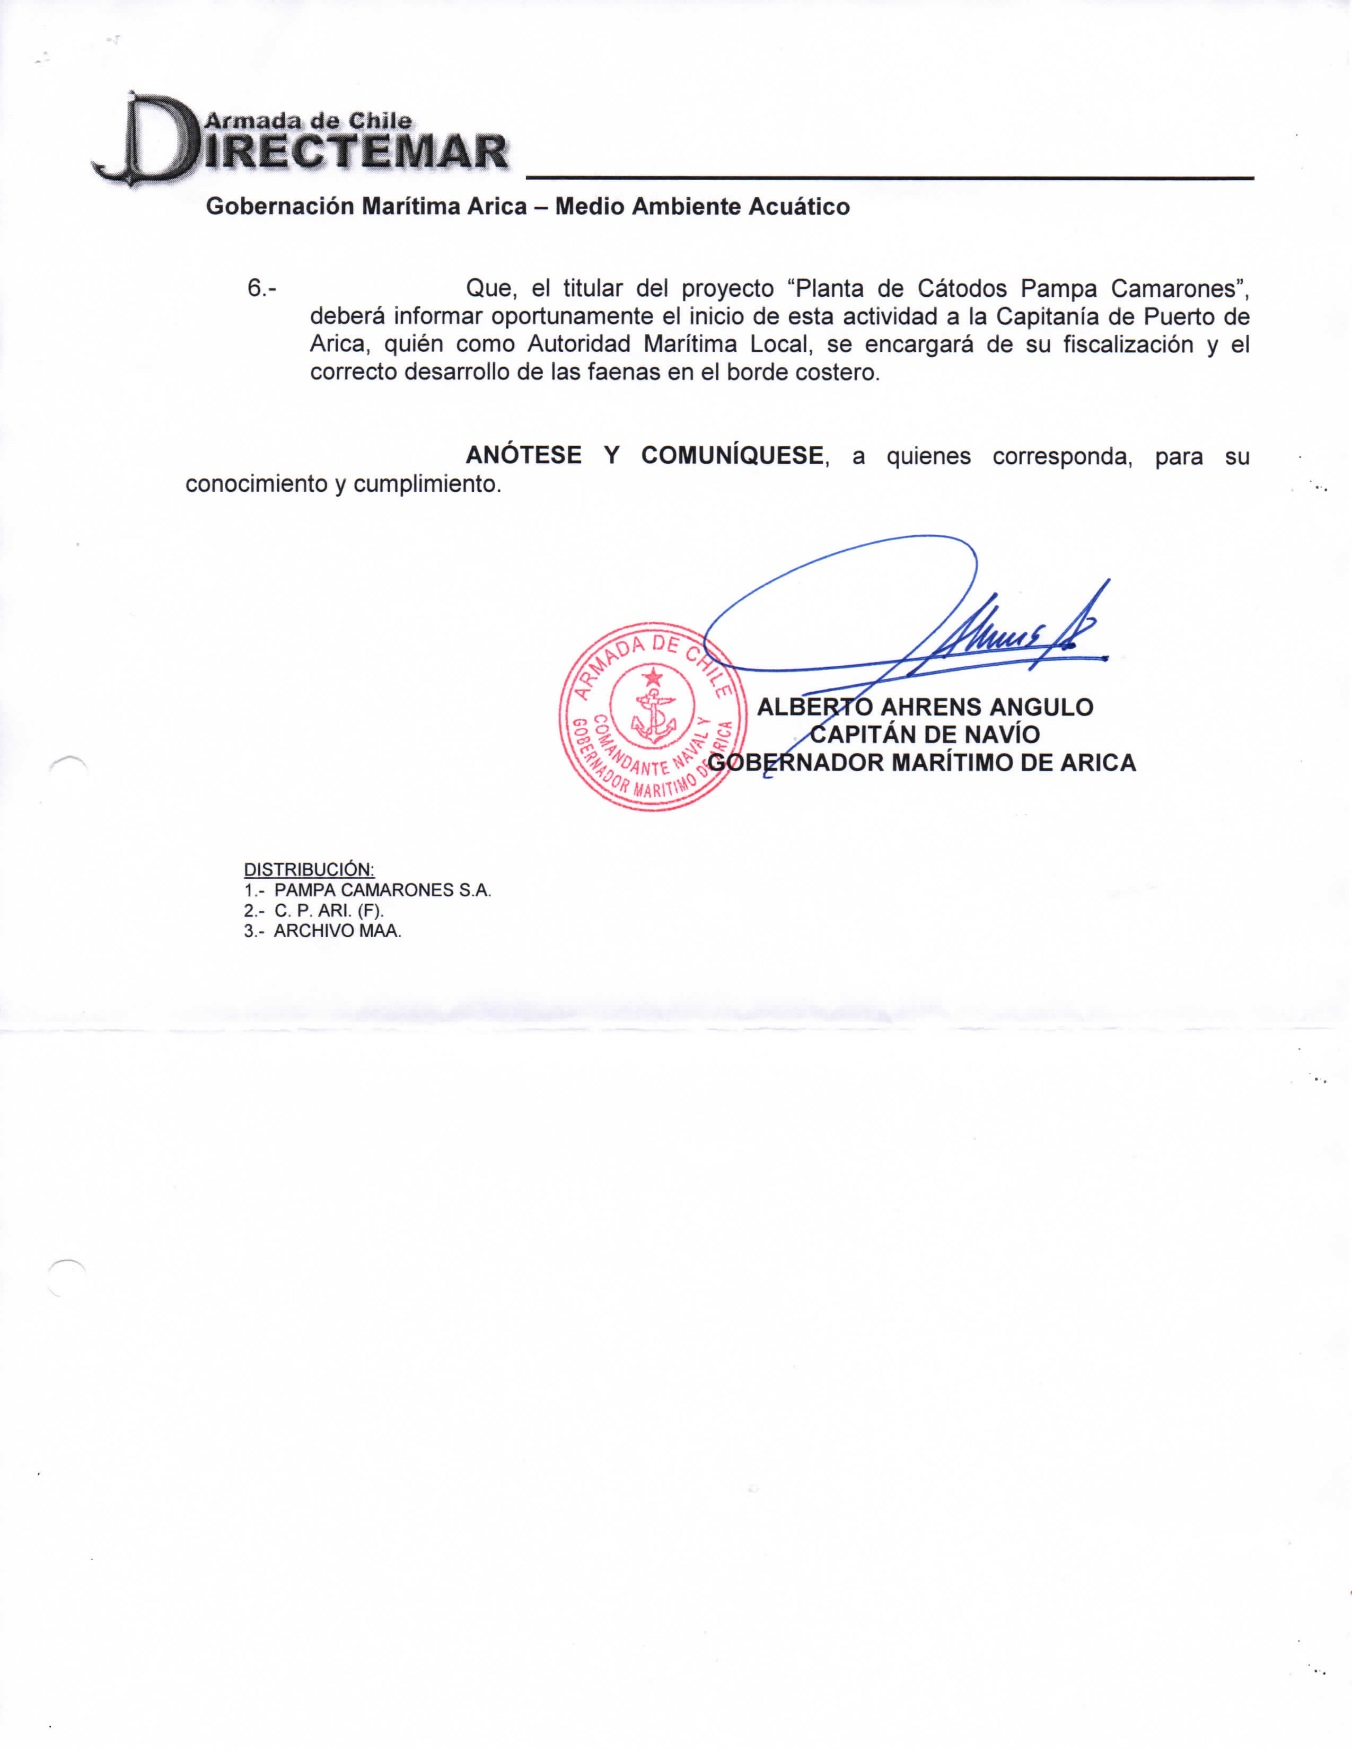 Armada de Chile
DIRECTEMAR
Gobernación Marítima Arica – Medio Ambiente Acuático
6.- Que, el titular del proyecto “Planta de Cátodos Pampa Camarones”,
deberá informar oportunamente el inicio de esta actividad a la Capitanía de Puerto de
Arica, quién como Autoridad Marítima Local, se encargará de su fiscalización y el
correcto desarrollo de las faenas en el borde costero.
ANÓTESE Y COMUNÍQUESE, a quienes corresponda, para su
conocimiento y cumplimiento.
Ahrens A
ARMADA DE CHILE
COMANDANTE NAVAL Y
GOBERNADOR MARITIMO DE ARICA
ALBERTO AHRENS ANGULO
CAPITÁN DE NAVÍO
GOBERNADOR MARÍTIMO DE ARICA
DISTRIBUCIÓN:
1.- PAMPA CAMARONES S.A.
2.- C. P. ARI. (F).
3.- ARCHIVO MAA.